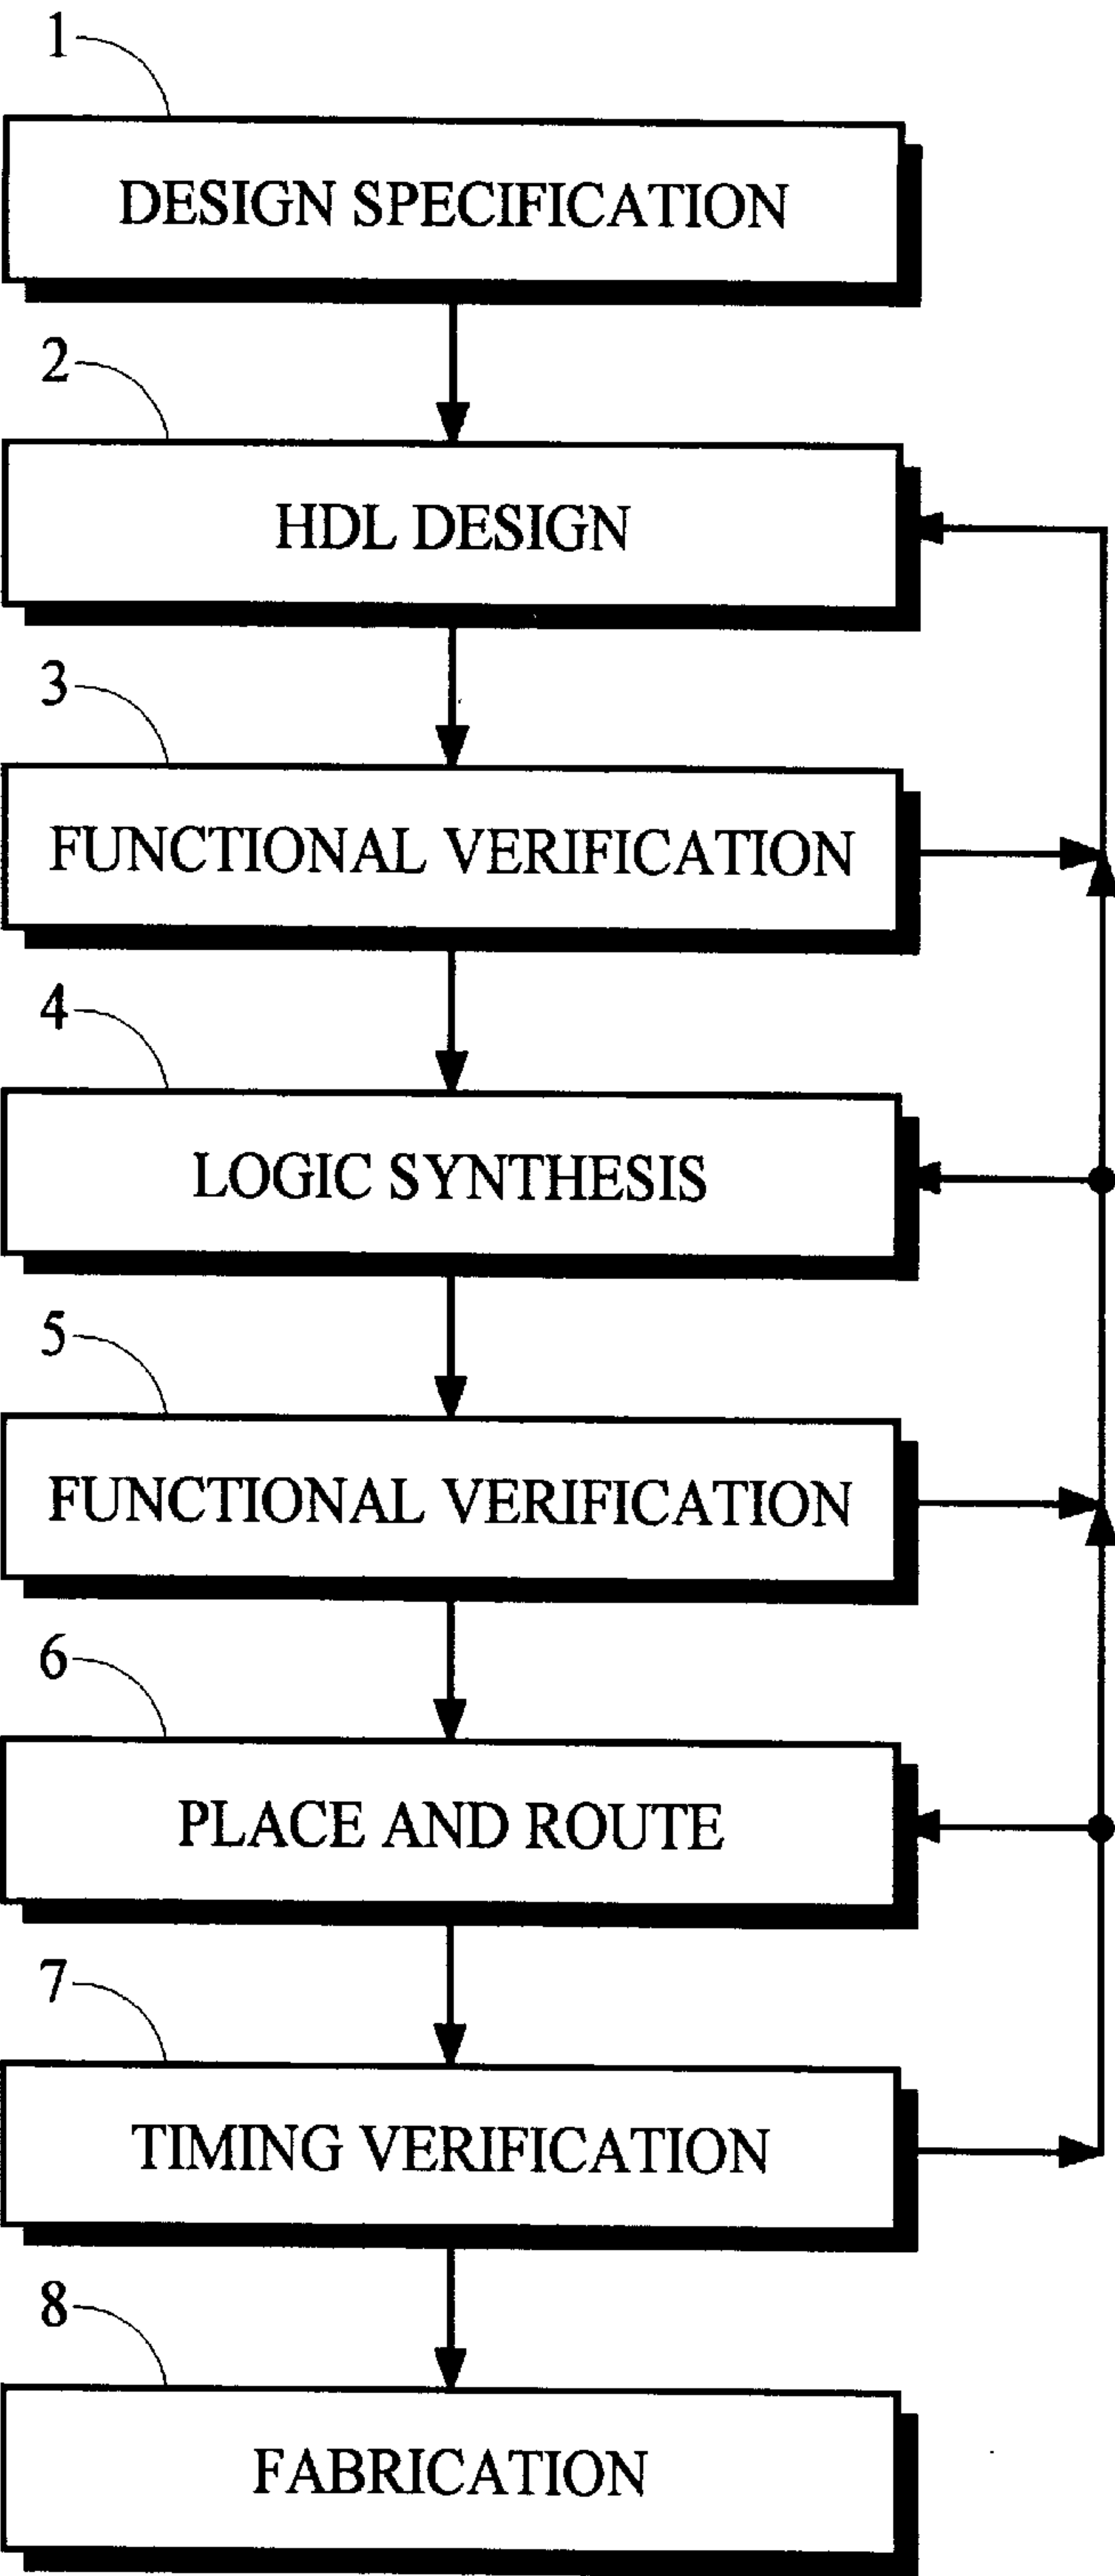 1
DESIGN SPECIFICATION
2
HDL DESIGN
3
FUNCTIONAL VERIFICATION
4
LOGIC SYNTHESIS
5
FUNCTIONAL VERIFICATION
6
PLACE AND ROUTE
7
TIMING VERIFICATION
8
FABRICATION